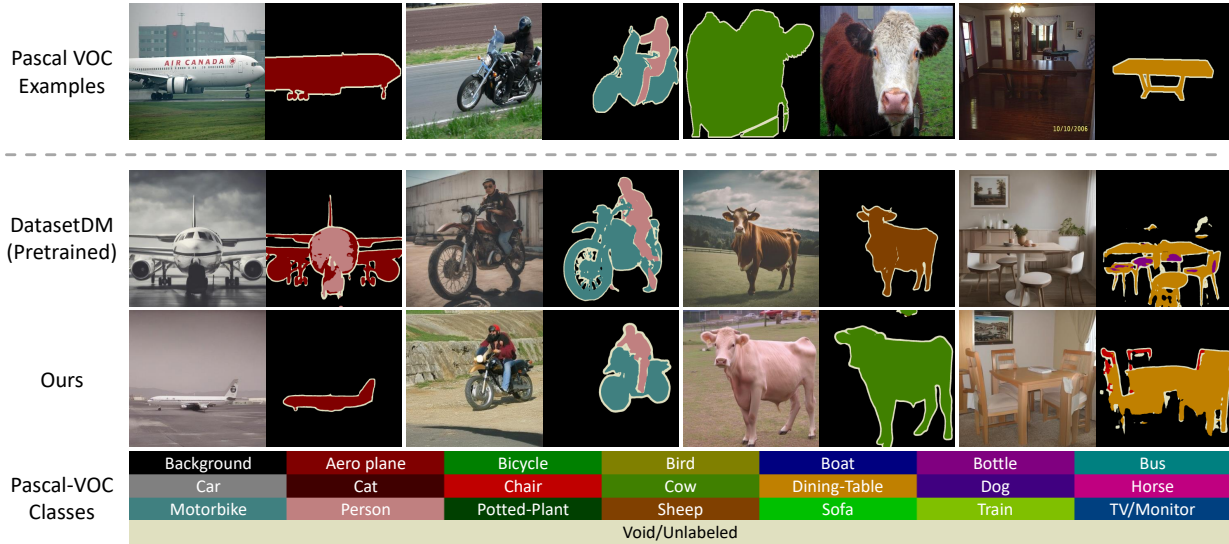 Pascal VOC
Examples
AIR CANADA
10/10/2006
DatasetDM
(Pretrained)
Ours
Pascal-VOC
Classes
Background Aero plane Bicycle Bird Boat Bottle Bus
Car Cat Chair Cow Dining-Table Dog Horse
Motorbike Person Potted-Plant Sheep Sofa Train TV/Monitor
Void/Unlabeled